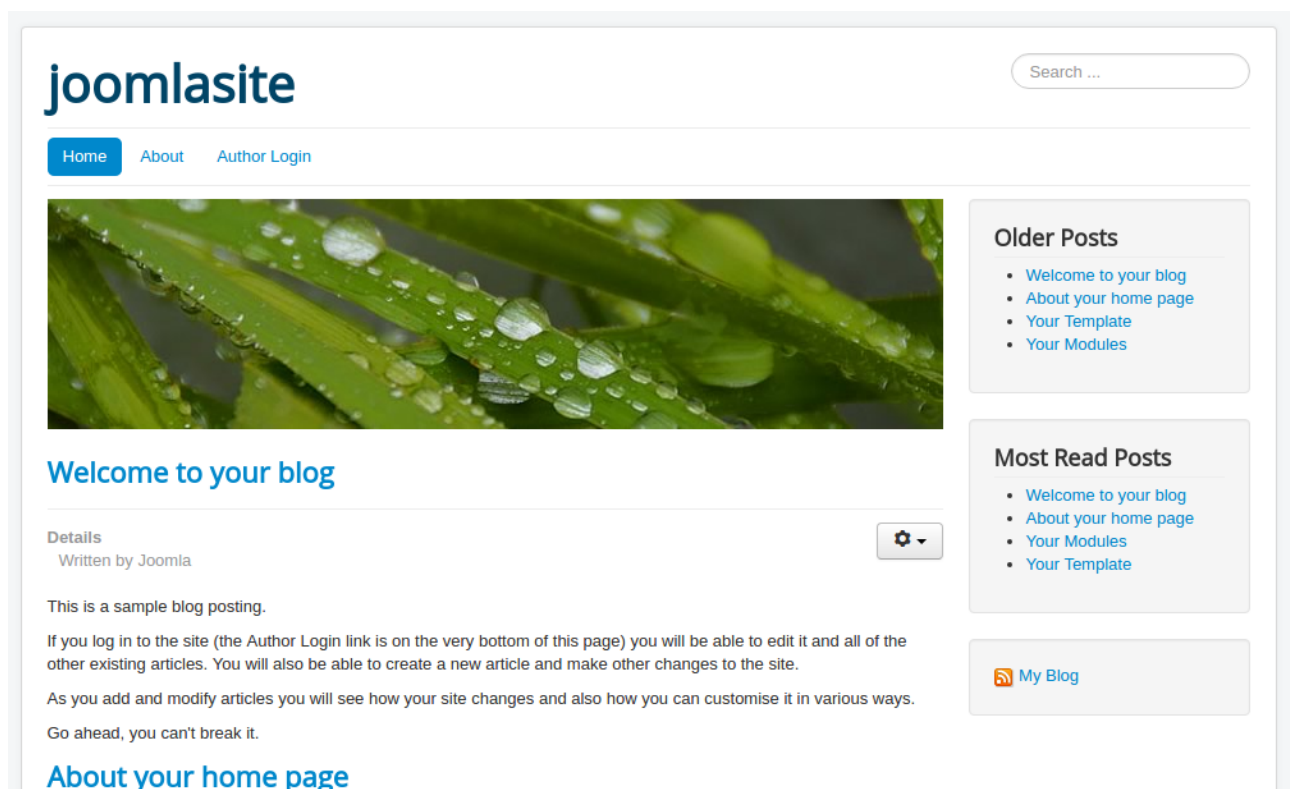 joomlasite
Search ...
Home
About
Author Login
Welcome to your blog
Details
Written by Joomla
This is a sample blog posting.
If you log in to the site (the Author Login link is on the very bottom of this page) you will be able to edit it and all of the
other existing articles. You will also be able to create a new article and make other changes to the site.
As you add and modify articles you will see how your site changes and also how you can customise it in various ways.
Go ahead, you can't break it.
About your home page
Older Posts
Welcome to your blog
About your home page
Your Template
Your Modules
Most Read Posts
Welcome to your blog
About your home page
Your Modules
Your Template
My Blog